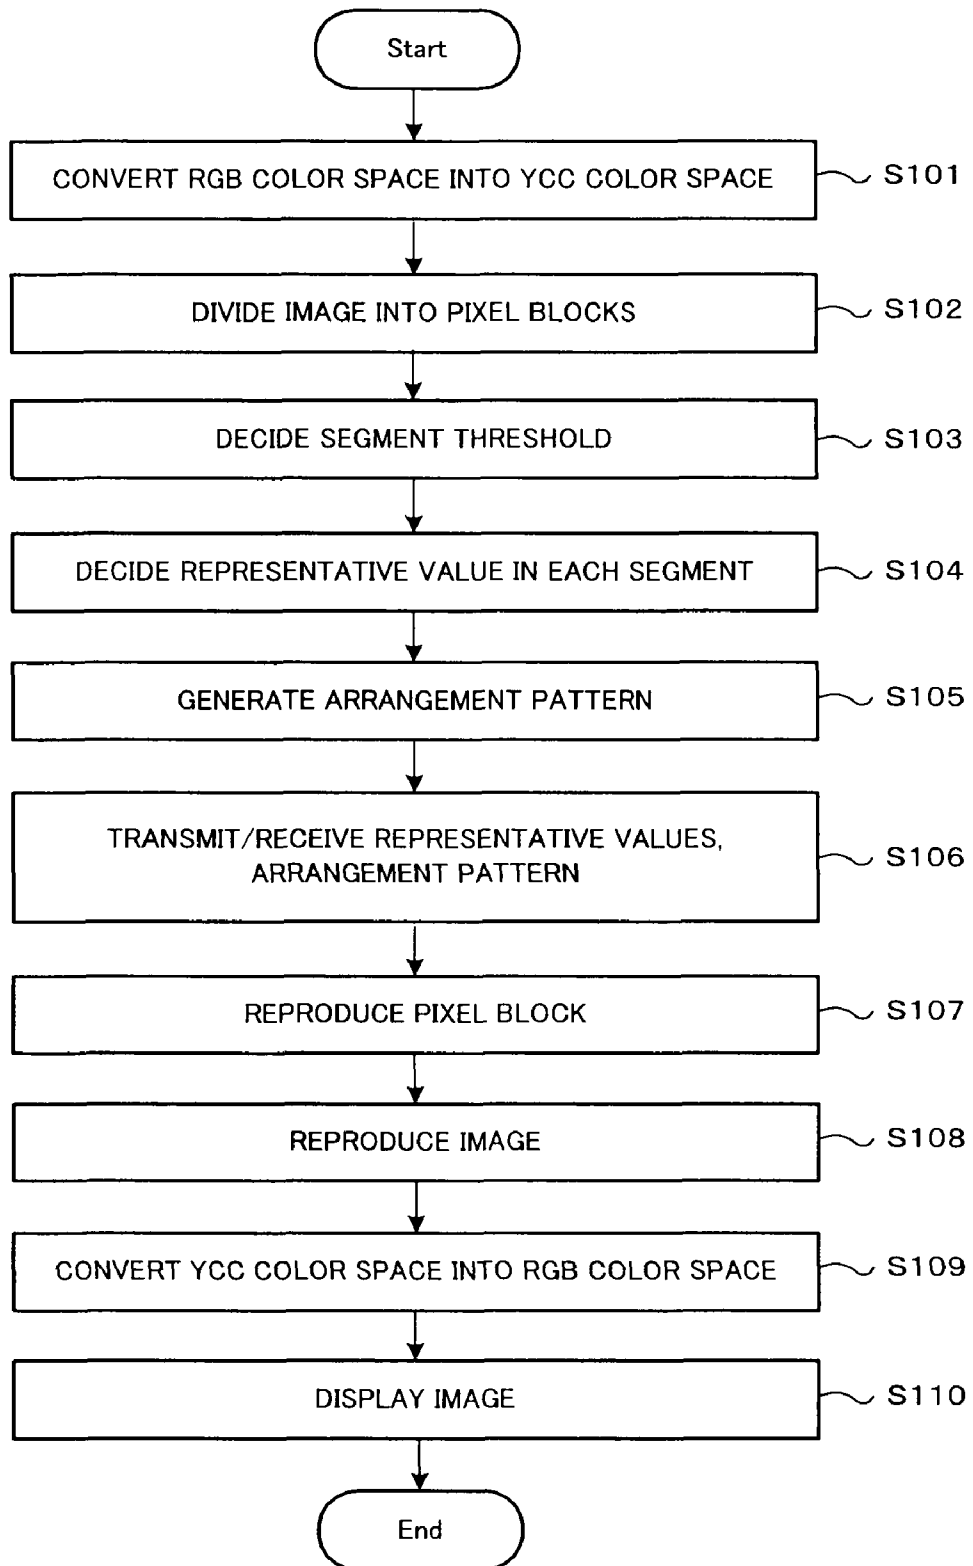 Start
CONVERT RGB COLOR SPACE INTO YCC COLOR SPACE
S101
DIVIDE IMAGE INTO PIXEL BLOCKS
S102
DECIDE SEGMENT THRESHOLD
S103
DECIDE REPRESENTATIVE VALUE IN EACH SEGMENT
S104
GENERATE ARRANGEMENT PATTERN
S105
TRANSMIT/RECEIVE REPRESENTATIVE VALUES,
ARRANGEMENT PATTERN
S106
REPRODUCE PIXEL BLOCK
S107
REPRODUCE IMAGE
S108
CONVERT YCC COLOR SPACE INTO RGB COLOR SPACE
S109
DISPLAY IMAGE
S110
End